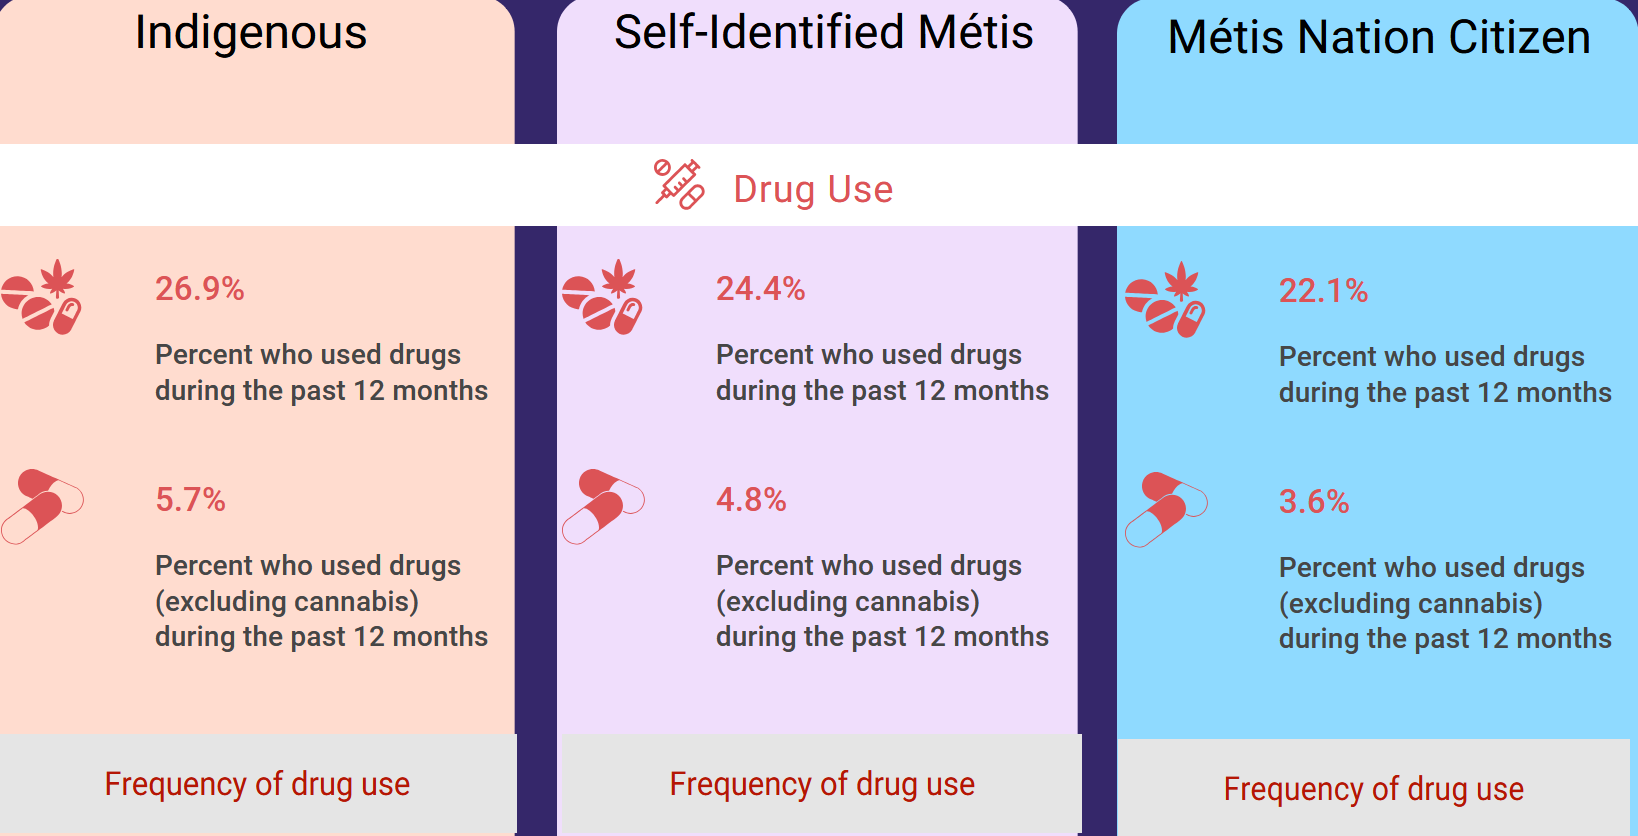 Indigenous
Self-Identified Métis
Métis Nation Citizen
Drug Use
26.9%
Percent who used drugs
during the past 12 months
5.7%
Percent who used drugs
(excluding cannabis)
during the past 12 months
Frequency of drug use
24.4%
Percent who used drugs
during the past 12 months
4.8%
Percent who used drugs
(excluding cannabis)
during the past 12 months
Frequency of drug use
22.1%
Percent who used drugs
during the past 12 months
3.6%
Percent who used drugs
(excluding cannabis)
during the past 12 months
Frequency of drug use